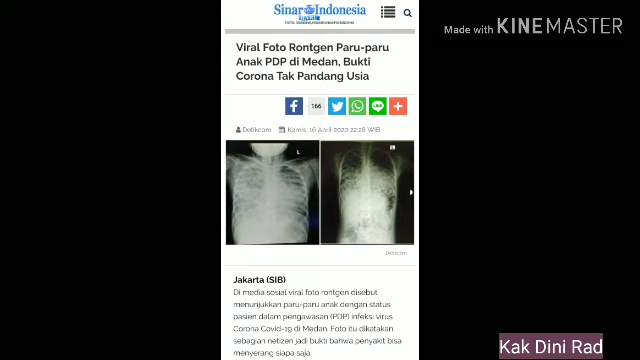 Sinar Indonesia
BARU
Made with KINEMASTER
Viral Foto Rontgen Paru-paru
Anak PDP di Medan, Bukti
Corona Tak Pandang Usia
166
Detikcom Kamis, 16 April 2020 22:28 WIB
L
Detikcom
Jakarta (SIB)
Di media sosial viral foto rontgen disebut
menunjukkan paru-paru anak dengan status
pasien dalam pengawasan (PDP) infeksi virus
Corona Covid-19 di Medan. Foto itu dikatakan
sebagian netizen jadi bukti bahwa penyakit bisa
menyerang siapa saja
Kak Dini Rad